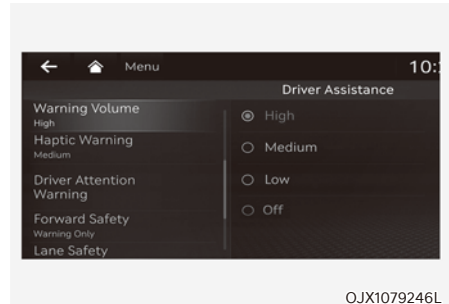 Menu
10:
Driver Assistance
Warning Volume
High
Haptic Warning
Medium
Driver Attention
Warning
Forward Safety
Warning Only
Lane Safety
High
Medium
Low
Off
OJX1079246L